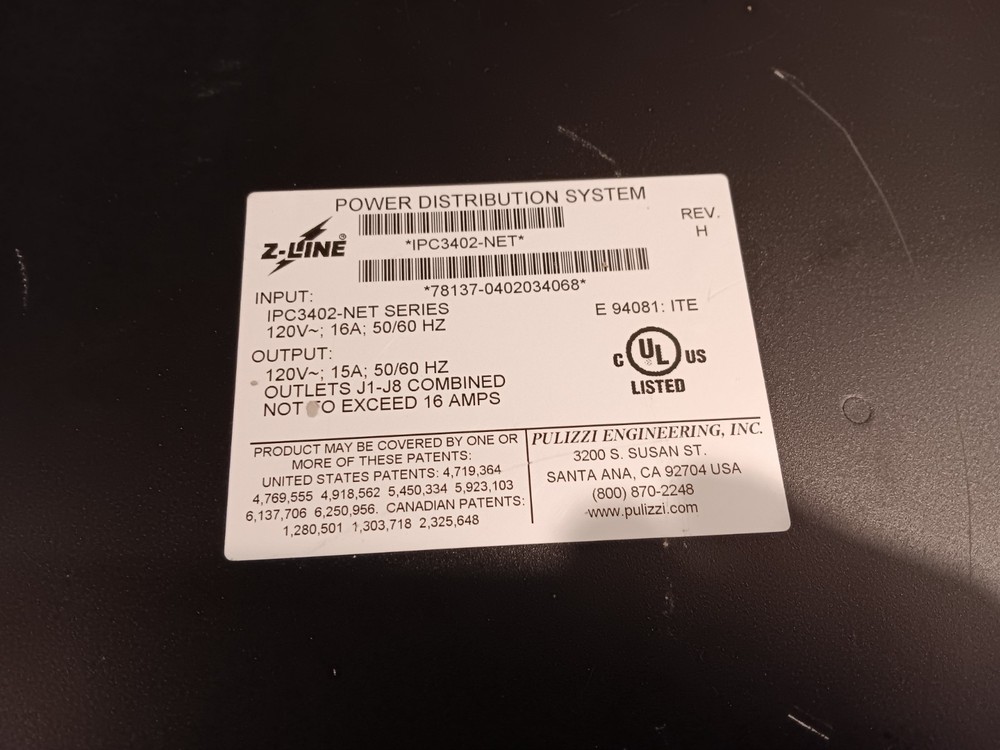 POWER DISTRIBUTION SYSTEM
Z-LINE®
*IPC3402-NET*
REV.
H
*78137-0402034068*
INPUT:
IPC3402-NET SERIES
120V~; 16A; 50/60 HZ
E 94081: ITE
OUTPUT:
120V~; 15A; 50/60 HZ
OUTLETS J1-J8 COMBINED
NOT TO EXCEED 16 AMPS
C UL US
LISTED
PRODUCT MAY BE COVERED BY ONE OR
MORE OF THESE PATENTS:
UNITED STATES PATENTS: 4,719,364
4,769,555 4,918,562 5,450,334 5,923,103
6,137,706 6,250,956. CANADIAN PATENTS:
1,280,501 1,303,718 2,325,648
PULIZZI ENGINEERING, INC.
3200 S. SUSAN ST.
SANTA ANA, CA 92704 USA
(800) 870-2248
www.pulizzi.com